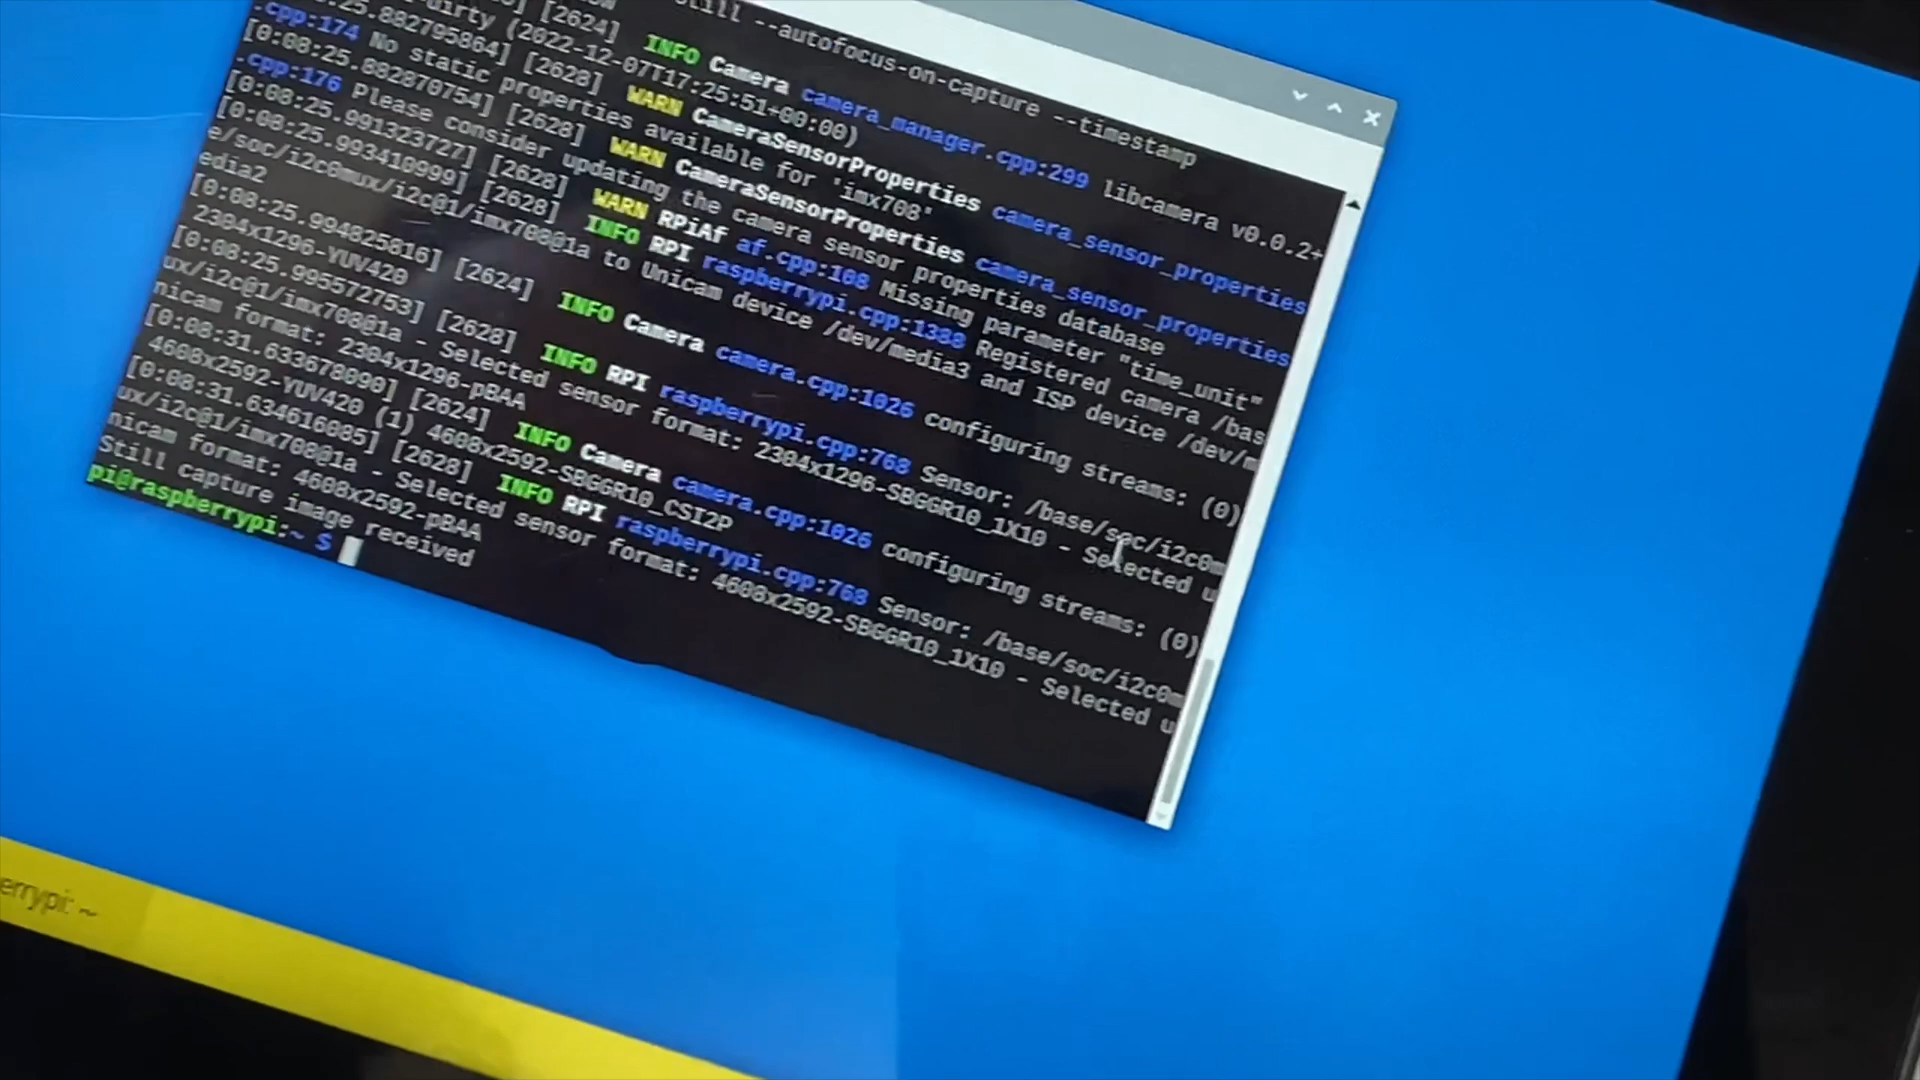 still --autofocus-on-capture --timestamp
[2624] INFO Camera camera_manager.cpp:299 libcamera v0.0.2+
dirty (2022-12-07T17:25:51+00:00)
25.882795864] [2628] WARN CameraSensorProperties camera_sensor_properties
.cpp:174 No static properties available for 'imx708'
[0:08:25.882870754] [2628] WARN CameraSensorProperties camera_sensor_properties
.cpp:176 Please consider updating the camera sensor properties database
[0:08:25.991323727] [2628] WARN RPiAf af.cpp:108 Missing parameter "time_unit"
[0:08:25.993410999] [2628] INFO RPI raspberrypi.cpp:1388 Registered camera /bas
e/soc/i2c0mux/i2c@1/imx708@1a to Unicam device /dev/media3 and ISP device /dev/m
edia2
[0:08:25.994825816] [2624] INFO Camera camera.cpp:1026 configuring streams: (0)
2304x1296-YUV420
[0:08:25.995572753] [2628] INFO RPI raspberrypi.cpp:768 Sensor: /base/soc/i2c0m
ux/i2c@1/imx708@1a - Selected sensor format: 2304x1296-SBGGR10_1X10 - Selected u
nicam format: 2304x1296-pBAA
[0:08:31.633678090] [2624] INFO Camera camera.cpp:1026 configuring streams: (0)
4608x2592-YUV420 (1) 4608x2592-SBGGR10_CSI2P
[0:08:31.634616085] [2628] INFO RPI raspberrypi.cpp:768 Sensor: /base/soc/i2c0m
ux/i2c@1/imx708@1a - Selected sensor format: 4608x2592-SBGGR10_1X10 - Selected u
nicam format: 4608x2592-pBAA
Still capture image received
pi@raspberrypi:~ $
errypi: ~